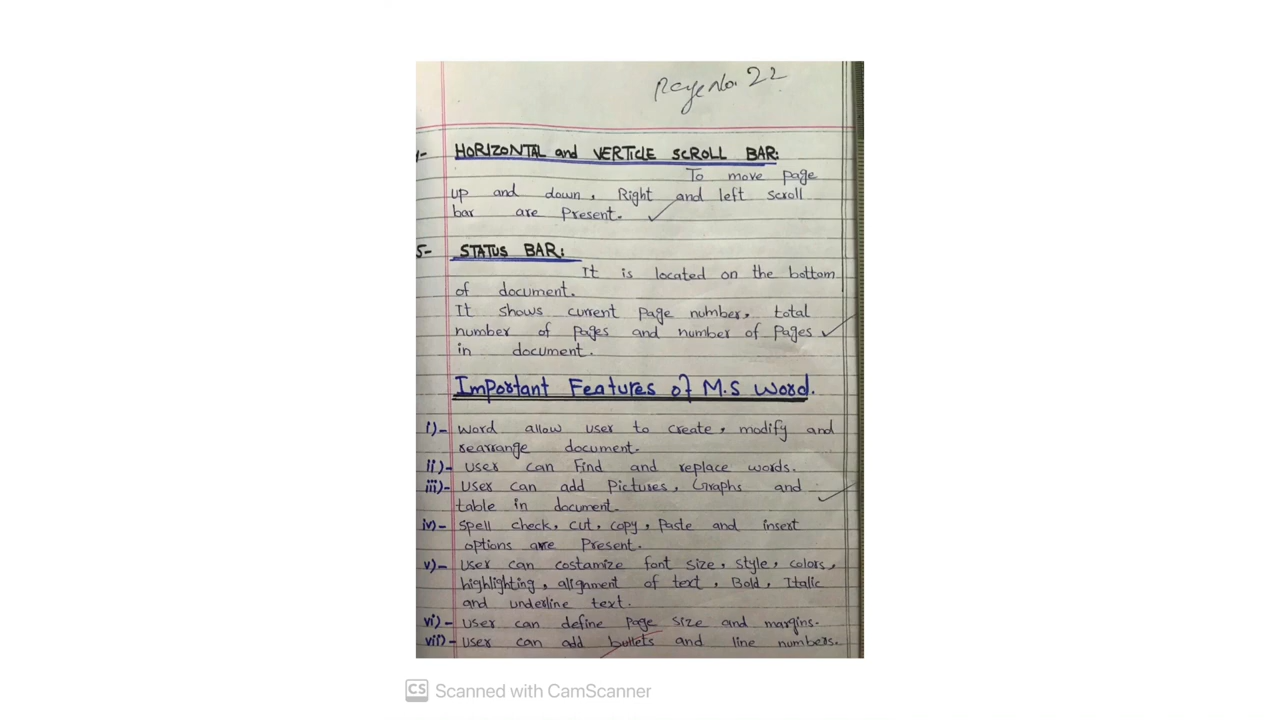 Page No. 22
HORIZONTAL and VERTICLE SCROLL BAR:
To move page
up and down, Right and left scroll
bar are Present.
5- STATUS BAR:
It is located on the bottom
of document.
It shows current page number, total
number of pages and number of pages
in document.
Important Features of M.S Word.
i)- Word allow user to create, modify and
rearrange document.
ii)- User can Find and replace words.
iii)- User can add Pictures, Graphs and
table in document.
iv)- Spell check, cut, copy, Paste and insert
options are Present.
v)- User can costamize font size, style, colors,
highlighting, alignment of text, Bold, Italic
and underline text.
vi)- User can define page size and margins.
vii)- User can add bullets and line numbers.
CS Scanned with CamScanner